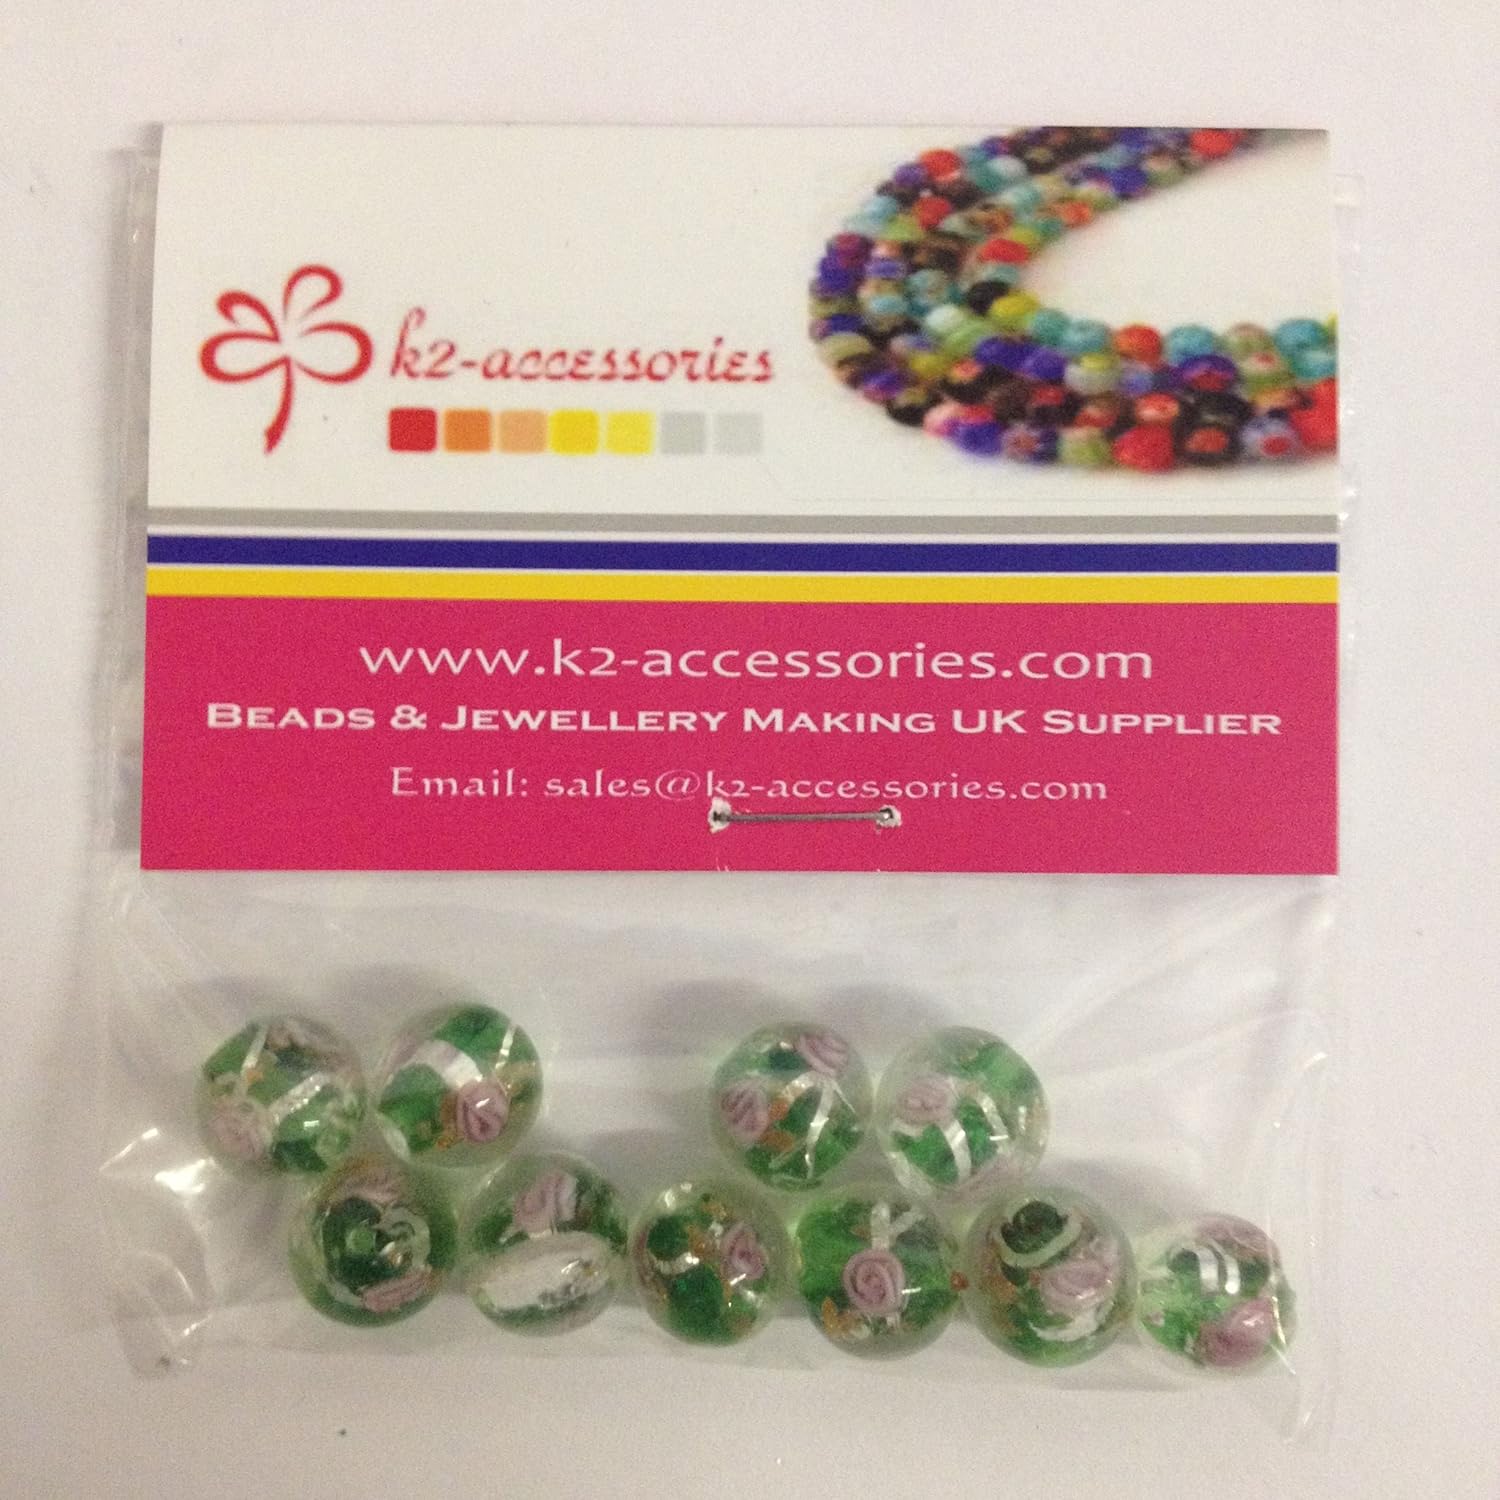 k2-accessories
www.k2-accessories.com
BEADS & JEWELLERY MAKING UK SUPPLIER
Email: sales@k2-accessories.com